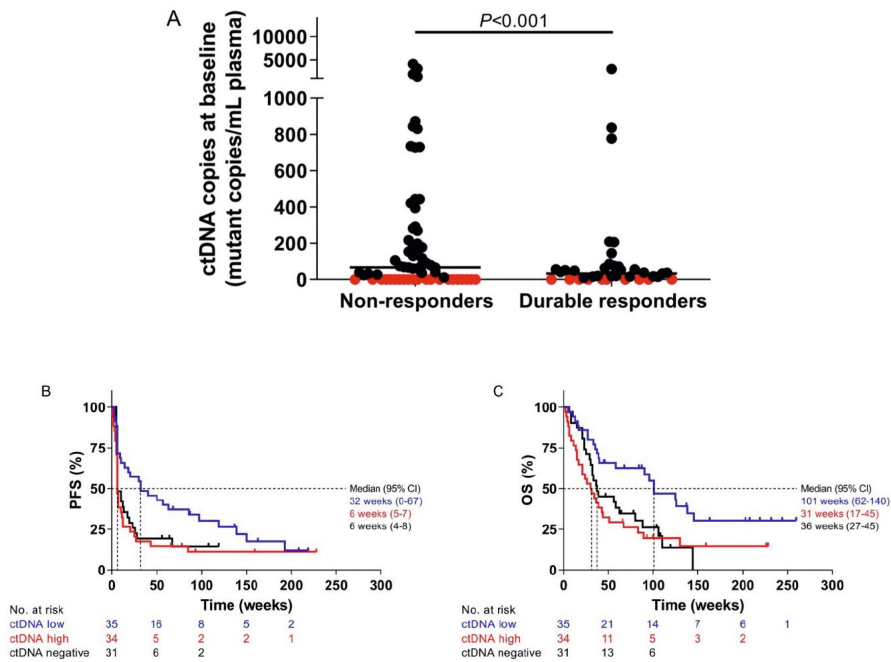 A
P<0.001
ctDNA copies at baseline
(mutant copies/mL plasma)
10000
5000
1000
800
600
400
200
0
Non-responders
Durable responders
B
PFS (%)
100
75
50
25
0
0 50 100 150 200 250 300
Time (weeks)
Median (95% CI)
32 weeks (0-67)
6 weeks (5-7)
6 weeks (4-8)
No. at risk
ctDNA low 35 16 8 5 2
ctDNA high 34 5 2 2 1
ctDNA negative 31 6 2
C
OS (%)
100
75
50
25
0
0 50 100 150 200 250 300
Time (weeks)
Median (95% CI)
101 weeks (62-140)
31 weeks (17-45)
36 weeks (27-45)
No. at risk
ctDNA low 35 21 14 7 6 1
ctDNA high 34 11 5 3 2
ctDNA negative 31 13 6